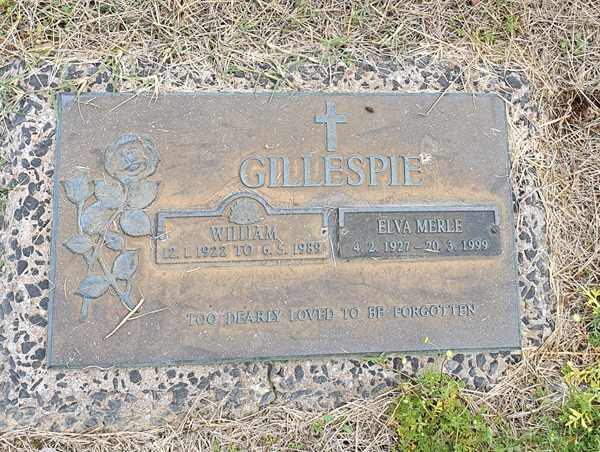 GILLESPIE
WILLIAM
12. 1. 1922 TO 6. 5. 1989
ELVA MERLE
4. 2. 1927 – 20. 3. 1999
TOO DEARLY LOVED TO BE FORGOTTEN